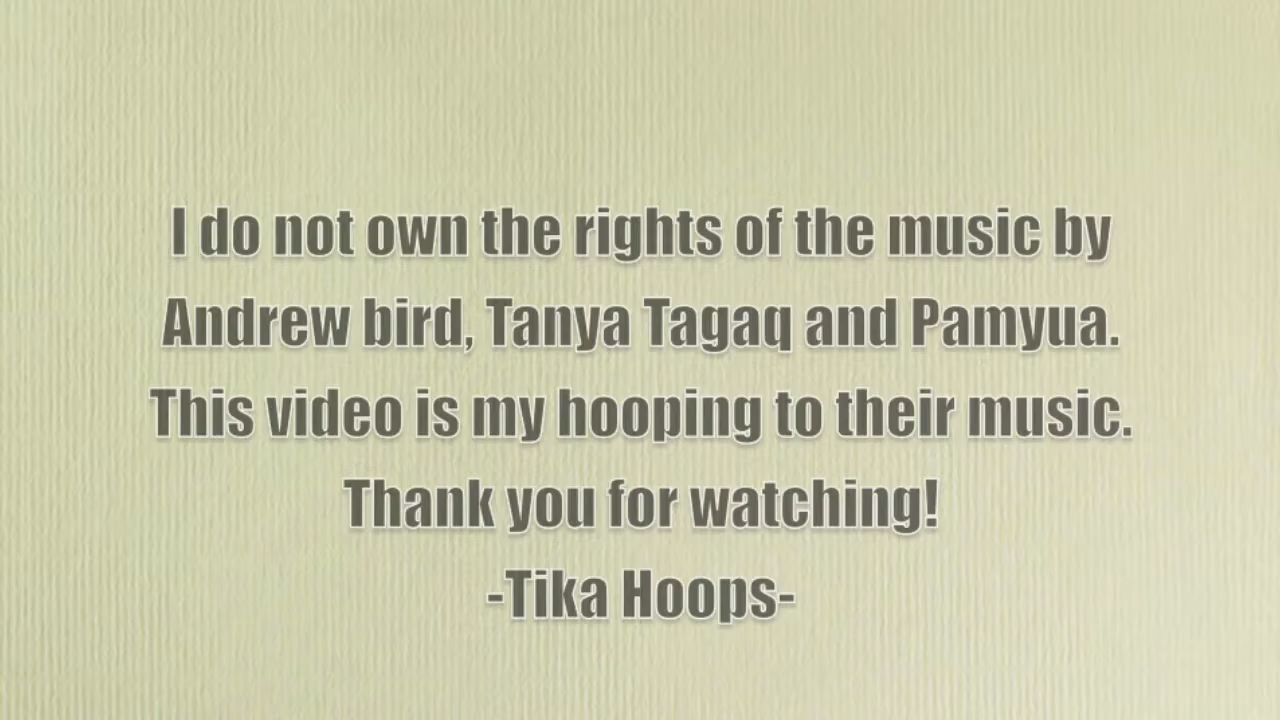 I do not own the rights of the music by
Andrew bird, Tanya Tagaq and Pamyua.
This video is my hooping to their music.
Thank you for watching!
-Tika Hoops-